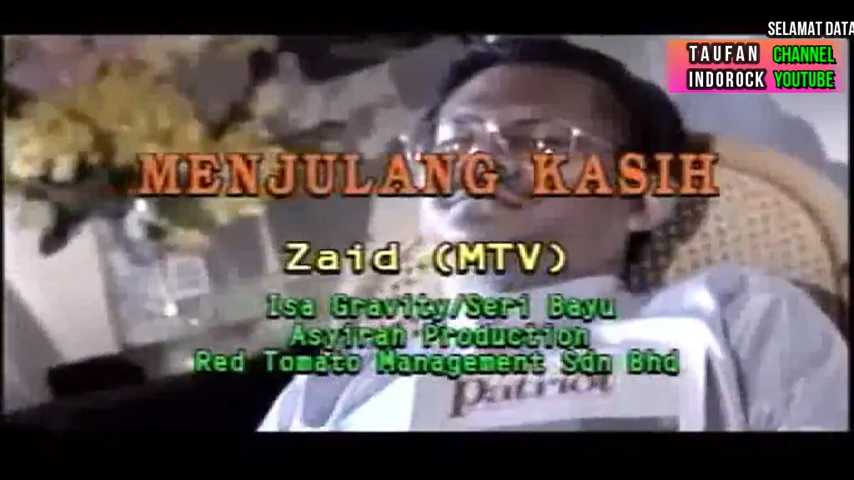 SELAMAT DATA
TAUFAN CHANNEL
INDOROCK YOUTUBE
MENJULANG KASIH
Zaid (MTV)
Isa Gravity/Seri Bayu
Asyirah Production
Red Tomato Management Sdn Bhd
Patriot